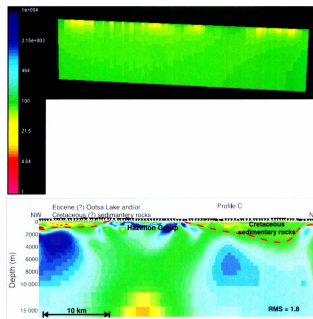 1e+004
2.15e+003
464
100
21.5
4.64
1
Eocene (?) Ootsa Lake and/or
Cretaceous (?) sedimentary rocks
Profile C
NW
N
Hazelton Group
Cretaceous
sedimentary rocks
0
2000
4000
6000
8000
10 000
15 000
Depth (m)
10 km
RMS = 1.8